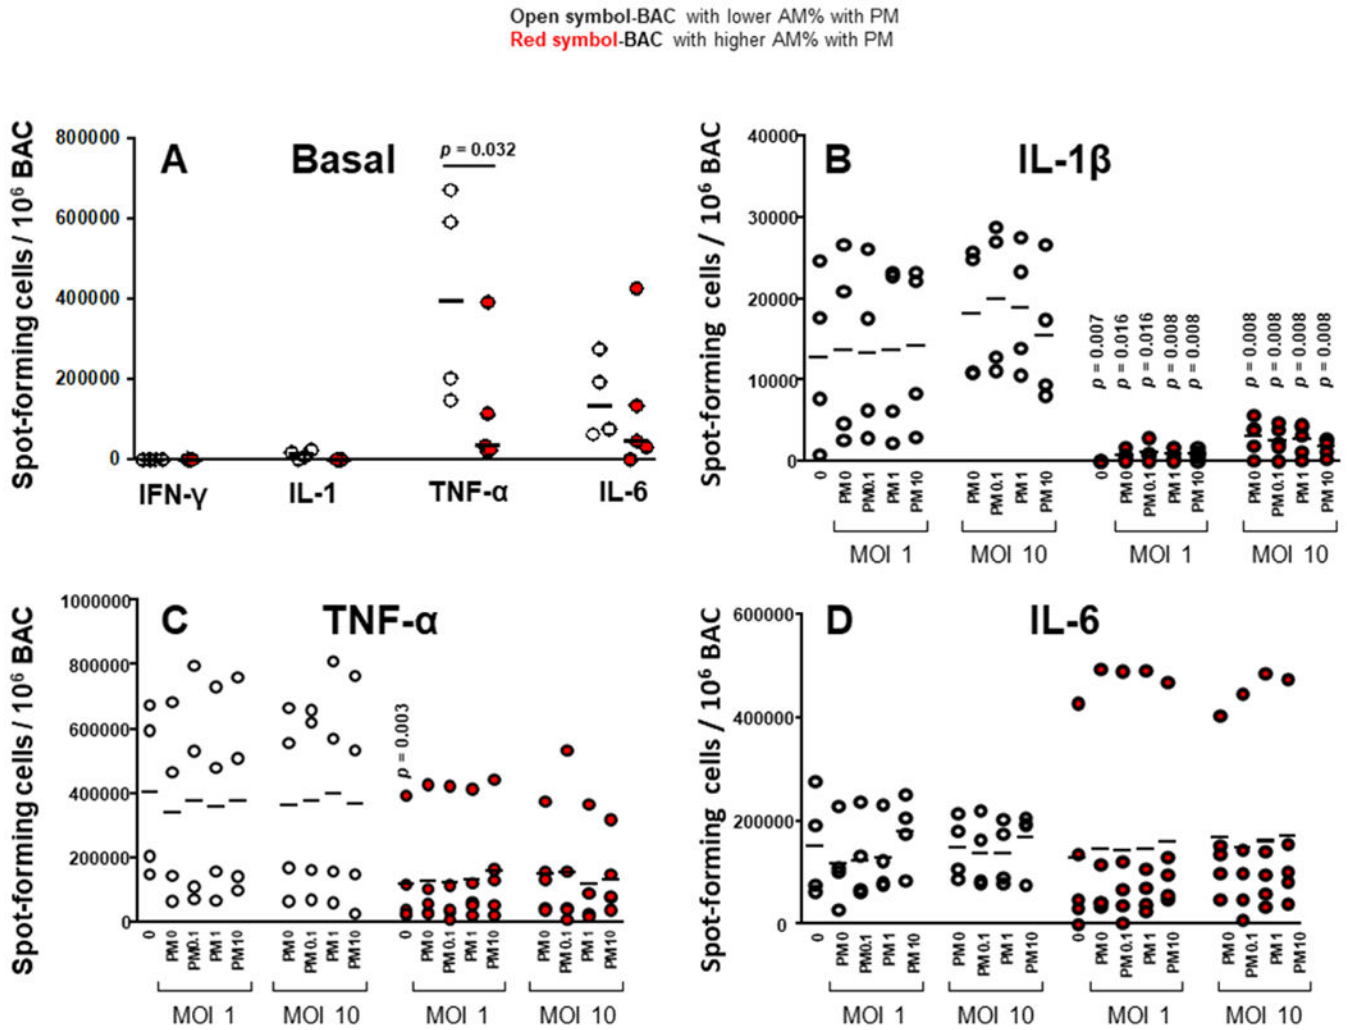 Open symbol-BAC with lower AM% with PM
Red symbol-BAC with higher AM% with PM
Spot-forming cells / 10⁶ BAC
800000
600000
400000
200000
0
A
Basal
p = 0.032
IFN-γ
IL-1
TNF-α
IL-6
Spot-forming cells / 10⁶ BAC
40000
30000
20000
10000
0
B
IL-1β
p = 0.007
p = 0.016
p = 0.016
p = 0.008
p = 0.008
p = 0.008
p = 0.008
p = 0.008
p = 0.008
0
PM 0
PM0.1
PM 1
PM 10
PM 0
PM 0.1
PM 1
PM 10
0
PM 0
PM 0.1
PM 1
PM 10
PM 0
PM 0.1
PM 1
PM 10
MOI 1
MOI 10
MOI 1
MOI 10
Spot-forming cells / 10⁶ BAC
1000000
800000
600000
400000
200000
0
C
TNF-α
p = 0.003
0
PM 0
PM0.1
PM 1
PM10
PM 0
PM 0.1
PM 1
PM 10
0
PM 0
PM 0.1
PM 1
PM 10
PM 0
PM 0.1
PM 1
PM 10
MOI 1
MOI 10
MOI 1
MOI 10
Spot-forming cells / 10⁶ BAC
600000
400000
200000
0
D
IL-6
0
PM 0
PM0.1
PM 1
PM 10
PM 0
PM 0.1
PM 1
PM 10
0
PM 0
PM 0.1
PM 1
PM 10
PM 0
PM 0.1
PM 1
PM 10
MOI 1
MOI 10
MOI 1
MOI 10